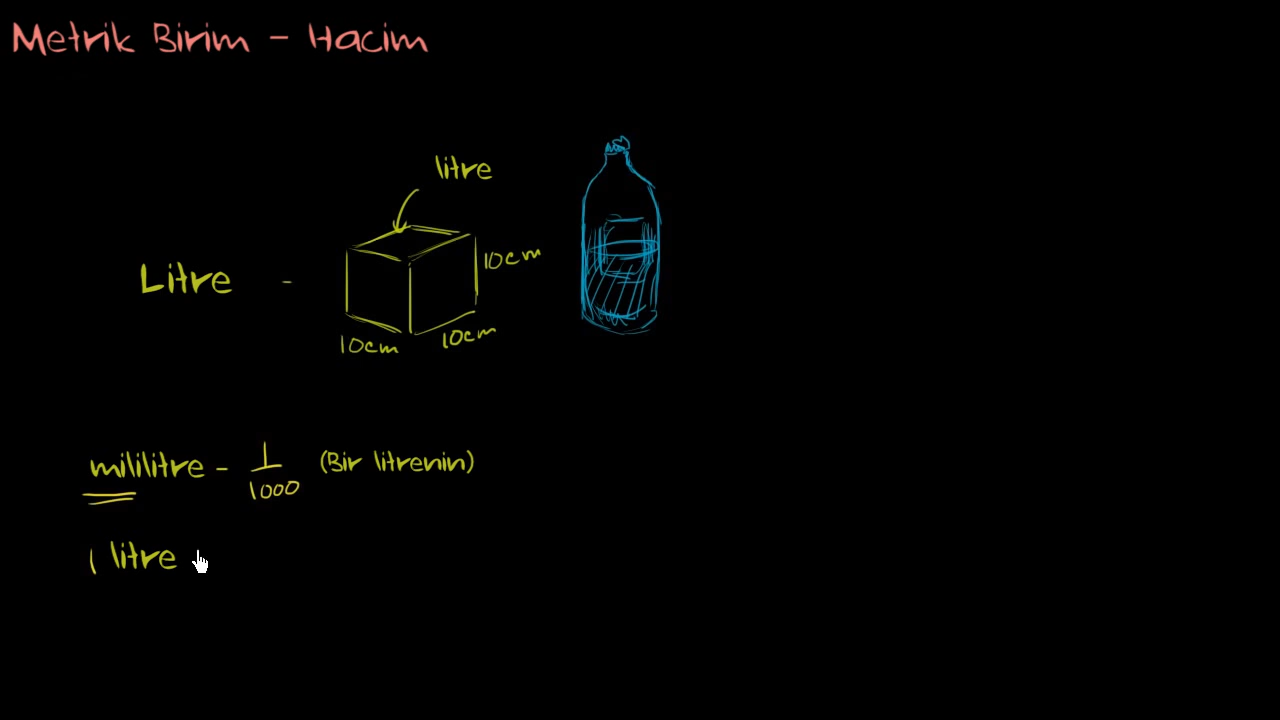 Metrik Birim - Hacim
litre
Litre -
10cm
10cm
10cm
mililitre - 1/1000 (Bir litrenin)
1 litre